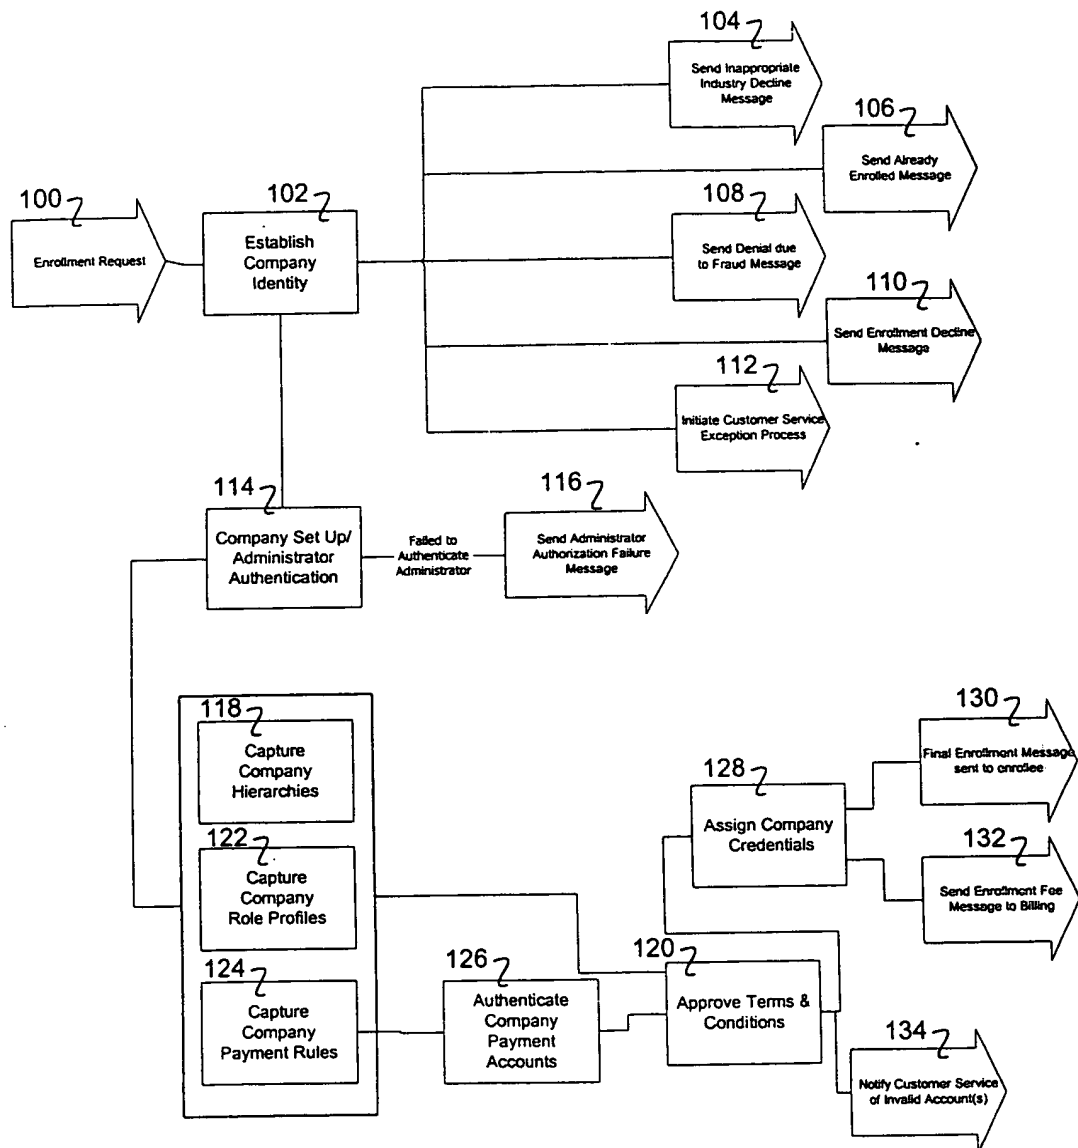 104
Send Inappropriate
Industry Decline
Message
106
Send Already
Enrolled Message
100
Enrollment Request
102
Establish
Company
Identity
108
Send Denial due
to Fraud Message
110
Send Enrollment Decline
Message
112
Initiate Customer Service
Exception Process
114
Company Set Up/
Administrator
Authentication
Failed to
Authenticate
Administrator
116
Send Administrator
Authorization Failure
Message
118
Capture
Company
Hierarchies
122
Capture
Company
Role Profiles
124
Capture
Company
Payment Rules
126
Authenticate
Company
Payment
Accounts
120
Approve Terms &
Conditions
128
Assign Company
Credentials
130
Final Enrollment Message
sent to enrollee
132
Send Enrollment Fee
Message to Billing
134
Notify Customer Service
of Invalid Account(s)